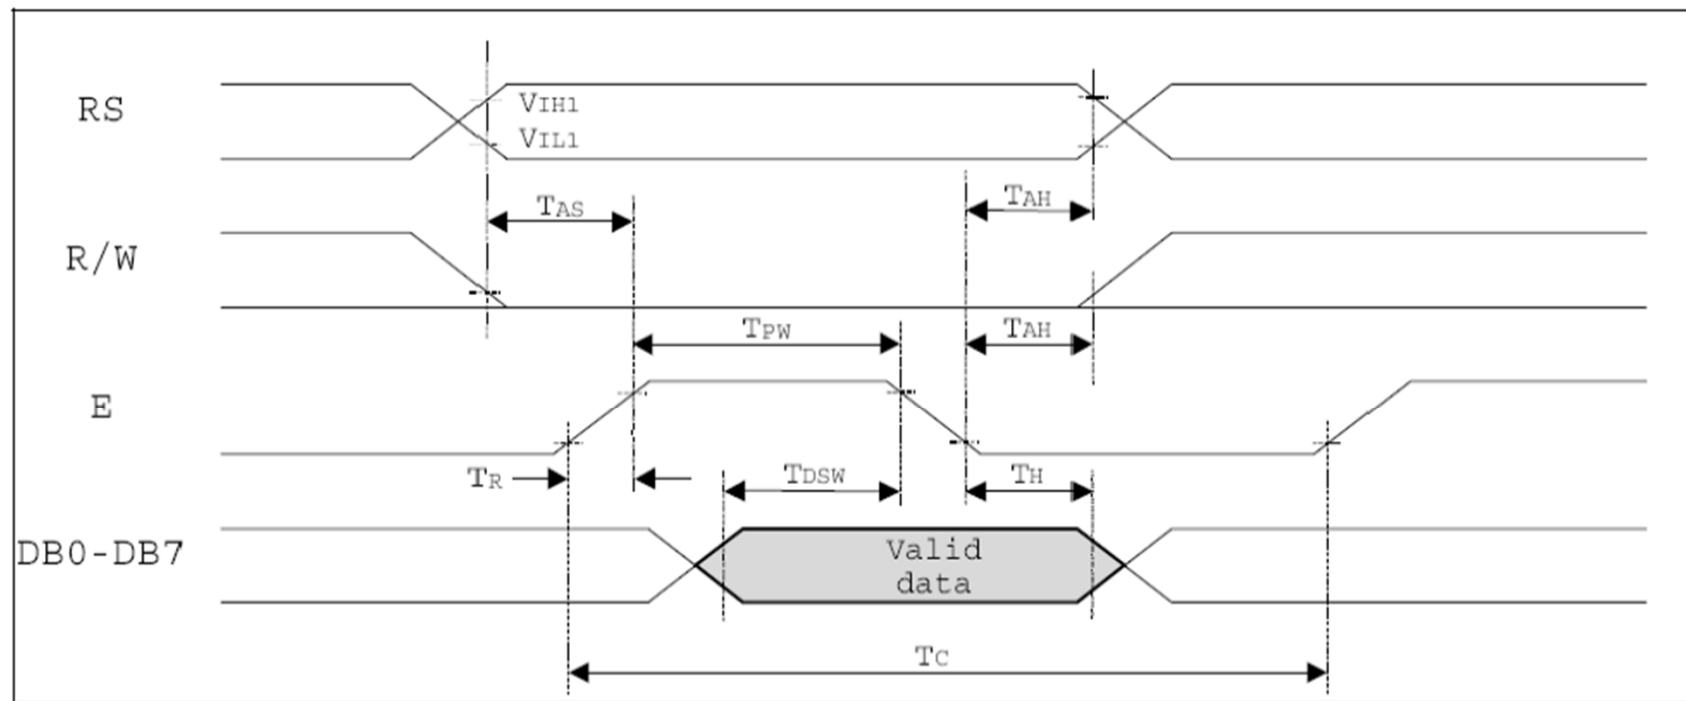 RS
VIH1
VIL1
TAS
TAH
R/W
TPW
TAH
E
TR
TDSW
TH
DB0-DB7
Valid
data
TC